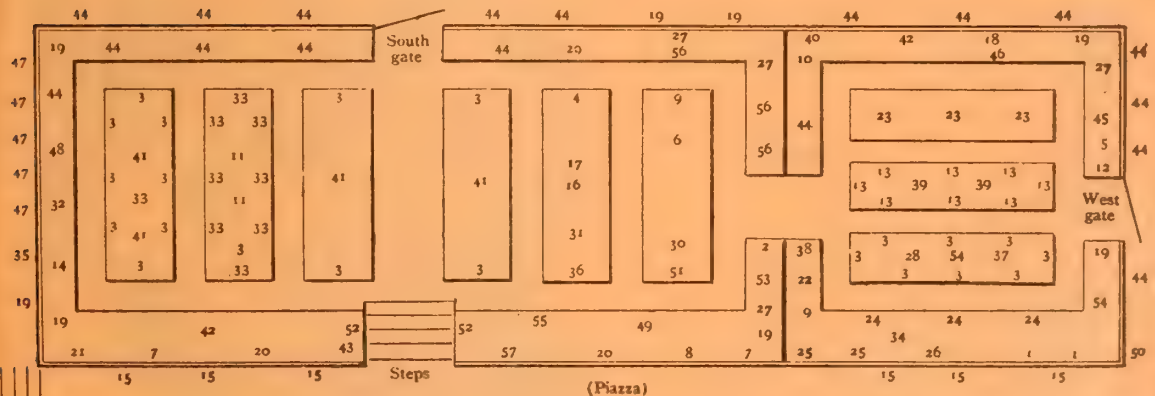 44 44 44 44 44 19 19 44 44 44
19 44 44 44 South 44 20 27 40 42 18 19 44
gate 56 10 46
47 27 27
47 44 3 33 3 3 4 9 44
3 3 33 33 56 23 23 23 45
47 48 41 11 6 56 44 5 44
47 3 3 33 33 41 41 17 13 13 13 12
33 11 16 13 39 39 13
47 32 13 13 13 West
3 3 33 33 31 gate
35 41 3 30 2 38 3 3 3 19
14 3 33 3 3 36 51 53 22 3 28 54 37 3 44
3 3 3
19 19 52 52 55 49 27 9 24 24 24 54
42 19 34
21 7 20 43 57 20 8 7 25 25 26 1 1 50
15 15 15 Steps 15 15 15
(Piazza)